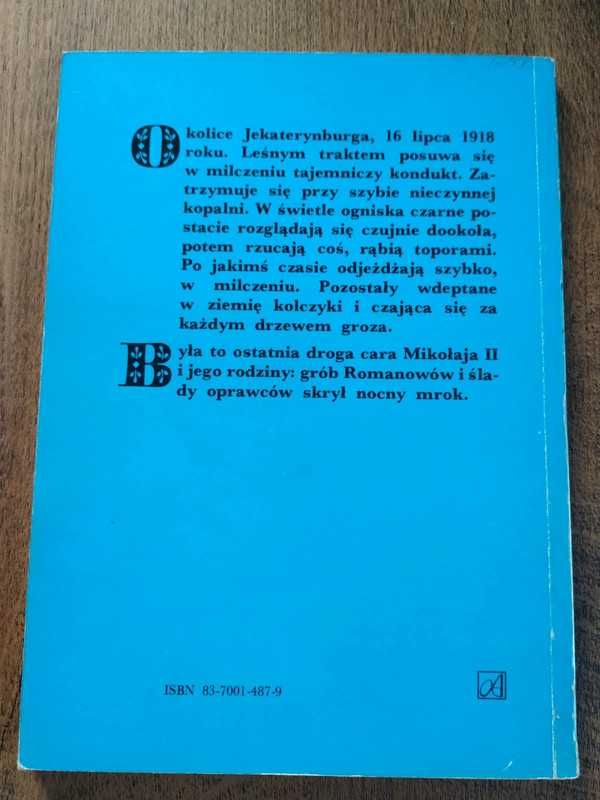 Okolice Jekaterynburga, 16 lipca 1918
roku. Leśnym traktem posuwa się
w milczeniu tajemniczy kondukt. Za-
trzymuje się przy szybie nieczynnej
kopalni. W świetle ogniska czarne po-
stacie rozglądają się czujnie dookoła,
potem rzucają coś, rąbią toporami.
Po jakimś czasie odjeżdżają szybko,
w milczeniu. Pozostały wdeptane
w ziemię kolczyki i czająca się za
każdym drzewem groza.
Była to ostatnia droga cara Mikołaja II
i jego rodziny: grób Romanowów i śla-
dy oprawców skrył nocny mrok.
ISBN 83-7001-487-9